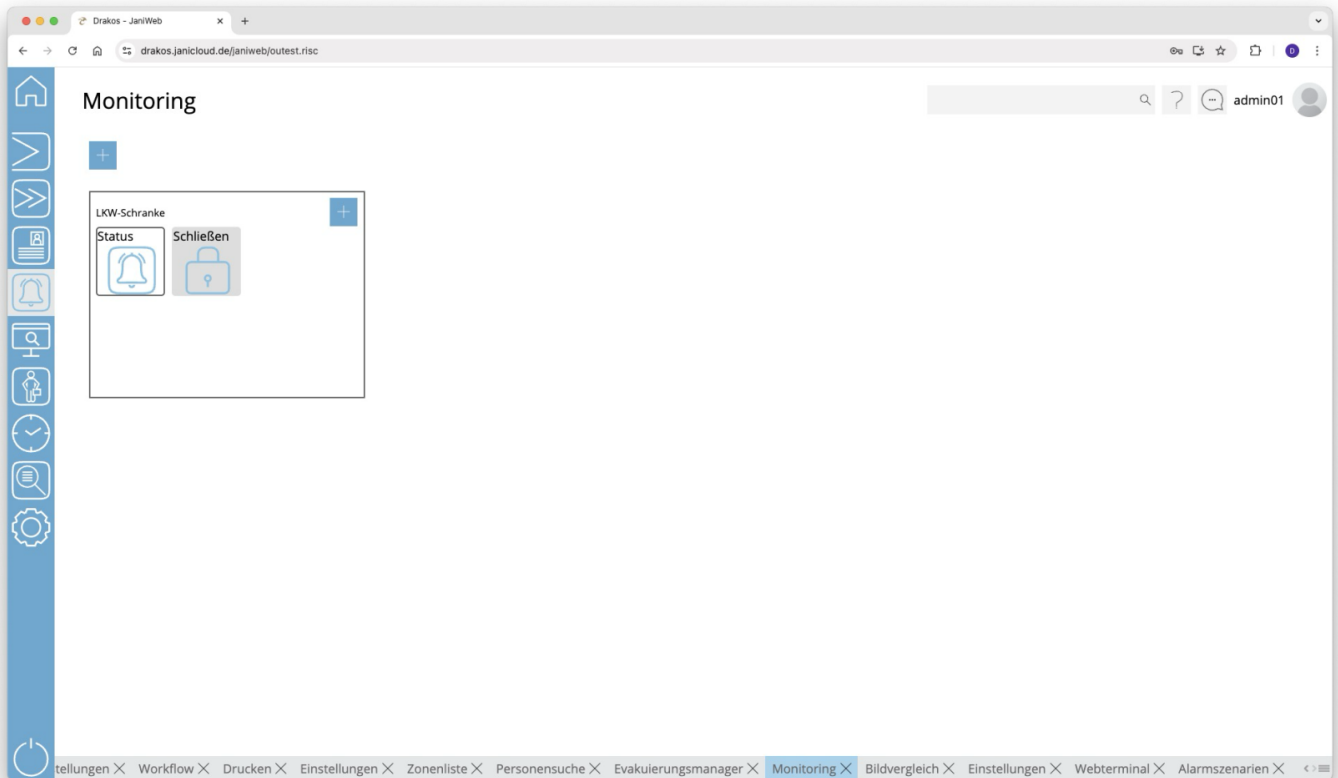 Drakos - JaniWeb
drakos.janicloud.de/janiweb/outest.risc
D
Monitoring
admin01
LKW-Schranke
Status
Schließen
tellungen Workflow Drucken Einstellungen Zonenliste Personensuche Evakuierungsmanager Monitoring Bildvergleich Einstellungen Webterminal Alarmszenarien